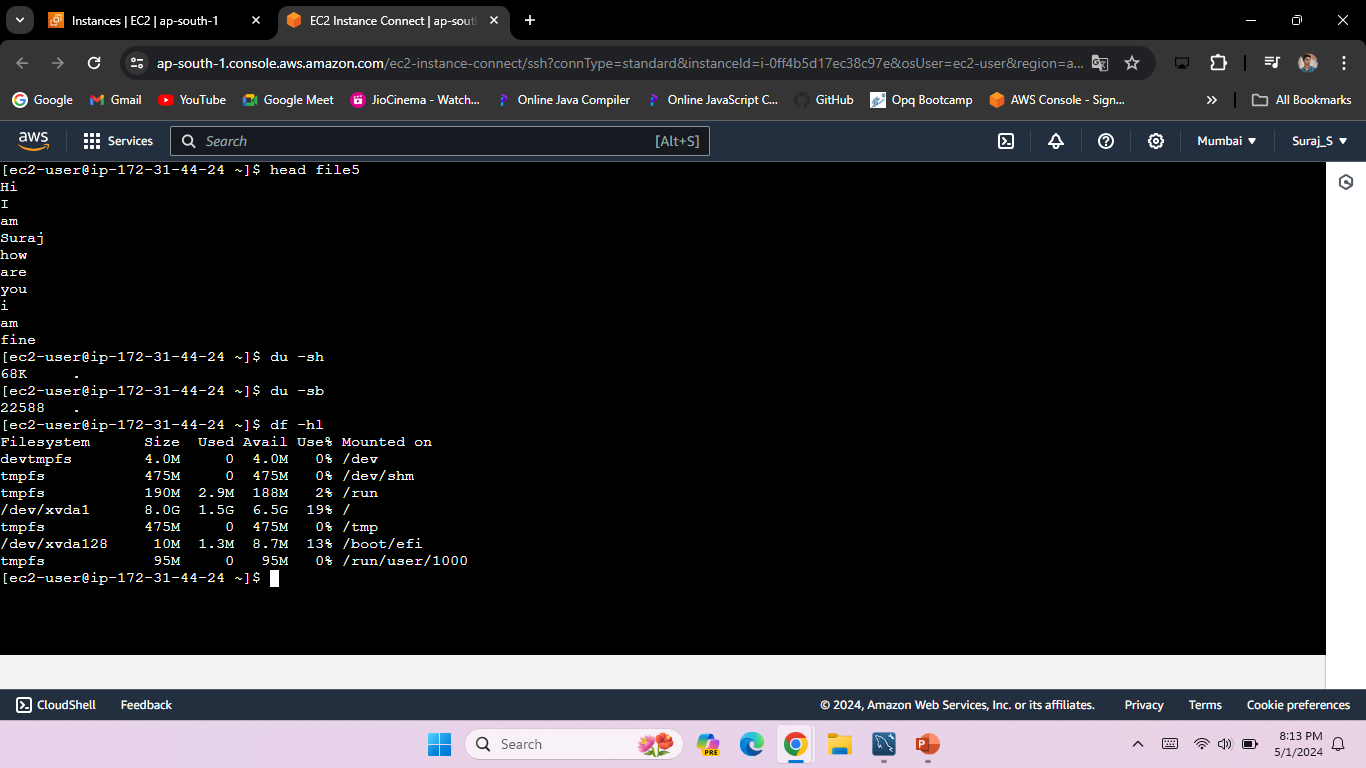 Instances | EC2 | ap-south-1
EC2 Instance Connect | ap-sout
ap-south-1.console.aws.amazon.com/ec2-instance-connect/ssh?connType=standard&instanceId=i-0ff4b5d17ec38c97e&osUser=ec2-user&region=a...
Google Gmail YouTube Google Meet JioCinema - Watch... Online Java Compiler Online JavaScript C... GitHub Opq Bootcamp AWS Console - Sign... » All Bookmarks
aws Services Search [Alt+S] Mumbai Suraj_S
[ec2-user@ip-172-31-44-24 ~]$ head file5
Hi
I
am
Suraj
how
are
you
i
am
fine
[ec2-user@ip-172-31-44-24 ~]$ du -sh
68K .
[ec2-user@ip-172-31-44-24 ~]$ du -sb
22588 .
[ec2-user@ip-172-31-44-24 ~]$ df -hl
Filesystem Size Used Avail Use% Mounted on
devtmpfs 4.0M 0 4.0M 0% /dev
tmpfs 475M 0 475M 0% /dev/shm
tmpfs 190M 2.9M 188M 2% /run
/dev/xvda1 8.0G 1.5G 6.5G 19% /
tmpfs 475M 0 475M 0% /tmp
/dev/xvda128 10M 1.3M 8.7M 13% /boot/efi
tmpfs 95M 0 95M 0% /run/user/1000
[ec2-user@ip-172-31-44-24 ~]$
CloudShell Feedback © 2024, Amazon Web Services, Inc. or its affiliates. Privacy Terms Cookie preferences
Search PRE 8:13 PM
5/1/2024